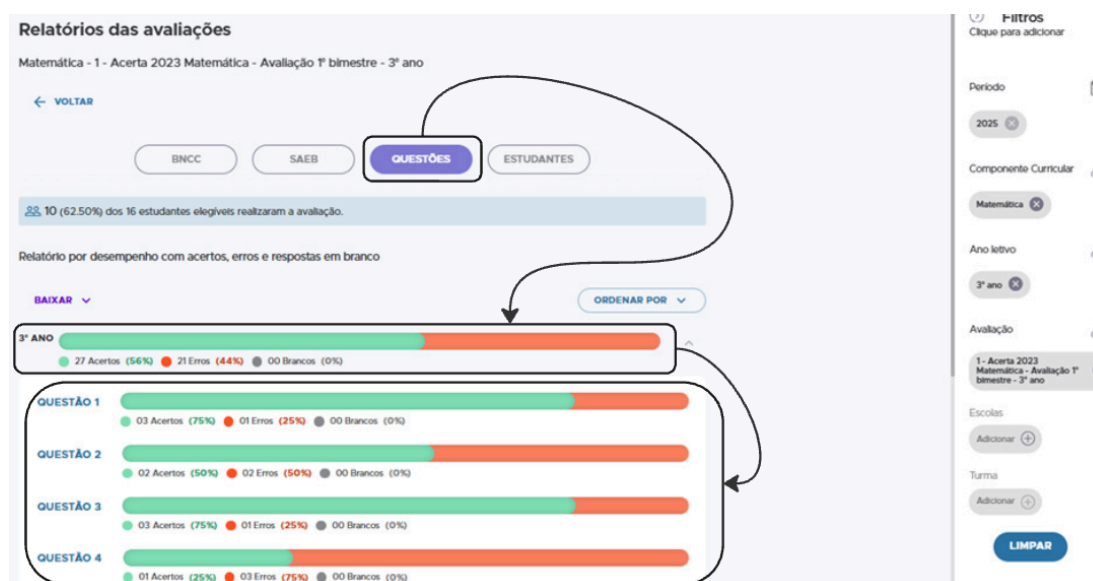 Relatórios das avaliações
Matemática - 1 - Acerta 2023 Matemática - Avaliação 1º bimestre - 3º ano
VOLTAR
BNCC
SAEB
QUESTÕES
ESTUDANTES
10 (62.50%) dos 16 estudantes elegíveis realizaram a avaliação.
Relatório por desempenho com acertos, erros e respostas em branco
BAIXAR
ORDENAR POR
3º ANO
27 Acertos (56%) 21 Erros (44%) 00 Brancos (0%)
QUESTÃO 1
03 Acertos (75%) 01 Erros (25%) 00 Brancos (0%)
QUESTÃO 2
02 Acertos (50%) 02 Erros (50%) 00 Brancos (0%)
QUESTÃO 3
03 Acertos (75%) 01 Erros (25%) 00 Brancos (0%)
QUESTÃO 4
01 Acertos (25%) 03 Erros (75%) 00 Brancos (0%)
Filtros
Clique para adicionar
Período
2025
Componente Curricular
Matemática
Ano letivo
3º ano
Avaliação
1 - Acerta 2023
Matemática - Avaliação 1º
bimestre - 3º ano
Escolas
Adicionar
Turma
Adicionar
LIMPAR